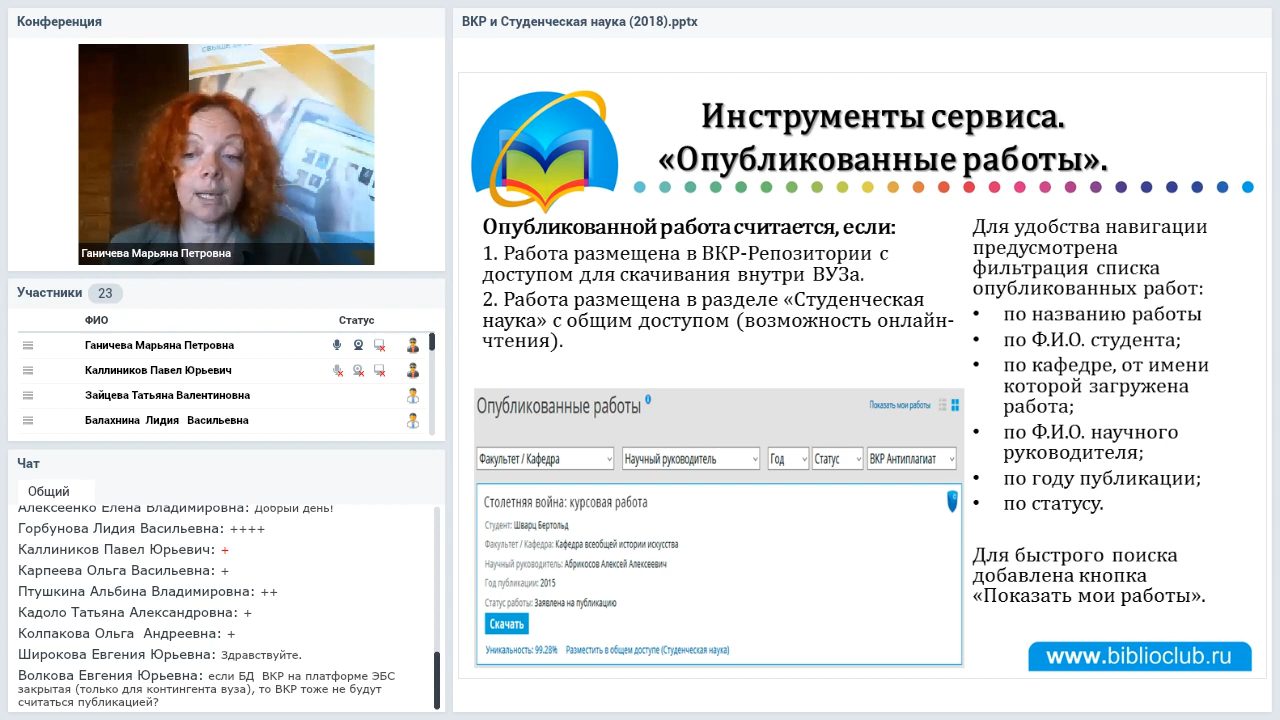 Конференция
СВЫШЕ
Ганичева Марьяна Петровна
Участники 23
ФИО Статус
Ганичева Марьяна Петровна
Каллиников Павел Юрьевич
Зайцева Татьяна Валентиновна
Балахнина Лидия Васильевна
Чат
Общий
Алексеенко Елена Владимировна: Добрый день!
Горбунова Лидия Васильевна: ++++
Каллиников Павел Юрьевич: +
Карпеева Ольга Васильевна: +
Птушкина Альбина Владимировна: ++
Кадоло Татьяна Александровна: +
Колпакова Ольга Андреевна: +
Широкова Евгения Юрьевна: Здравствуйте.
Волкова Евгения Юрьевна: если БД ВКР на платформе ЭБС
закрытая (только для контингента вуза), то ВКР тоже не будут
считаться публикацией?
ВКР и Студенческая наука (2018).pptx
Инструменты сервиса.
«Опубликованные работы».
Опубликованной работа считается, если:
1. Работа размещена в ВКР-Репозитории с
доступом для скачивания внутри ВУЗа.
2. Работа размещена в разделе «Студенческая
наука» с общим доступом (возможность онлайн-
чтения).
Опубликованные работы
Показать мои работы
Факультет / Кафедра Научный руководитель Год Статус ВКР Антиплагиат
Столетняя война: курсовая работа
Студент: Шварц Бертольд
Факультет / Кафедра: Кафедра всеобщей истории искусства
Научный руководитель: Абрикосов Алексей Алексеевич
Год публикации: 2015
Статус работы: Заявлена на публикацию
Скачать
Уникальность: 99.28% Разместить в общем доступе (Студенческая наука)
Для удобства навигации
предусмотрена
фильтрация списка
опубликованных работ:
• по названию работы
• по Ф.И.О. студента;
• по кафедре, от имени
которой загружена
работа;
• по Ф.И.О. научного
руководителя;
• по году публикации;
• по статусу.
Для быстрого поиска
добавлена кнопка
«Показать мои работы».
www.biblioclub.ru